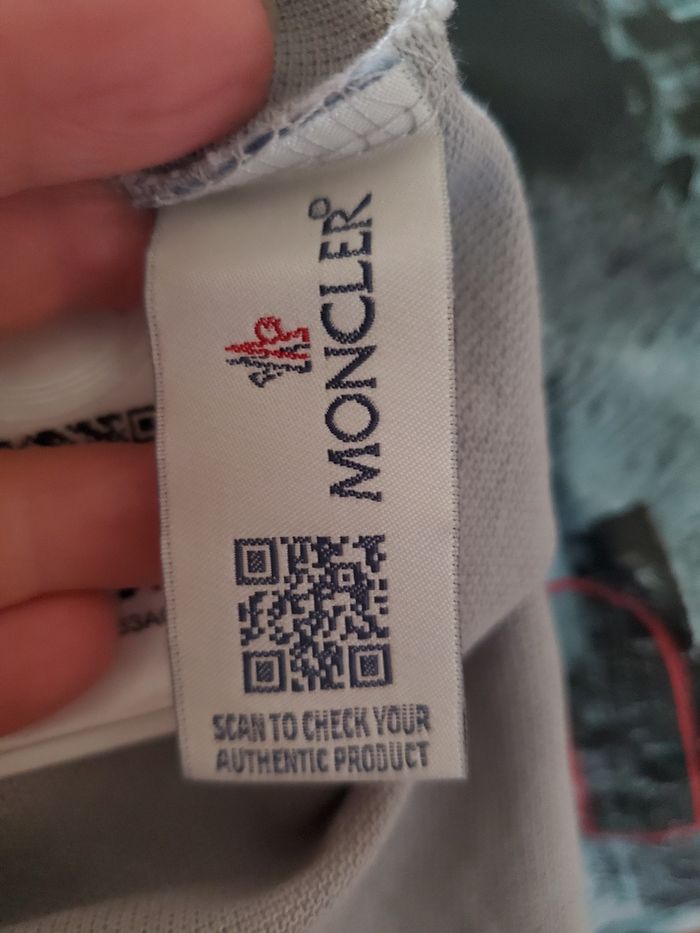 MONCLER
SCAN TO CHECK YOUR
AUTHENTIC PRODUCT